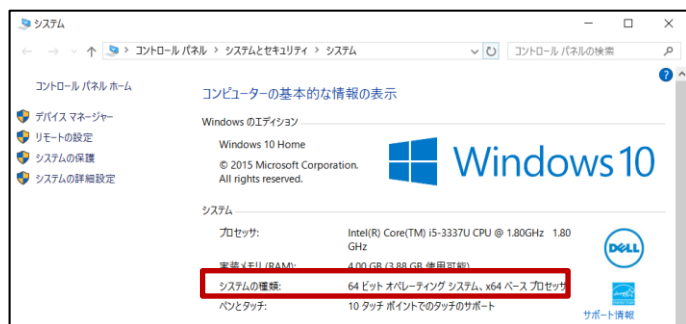 システム
コントロール パネル › システムとセキュリティ › システム
コントロール パネルの検索
コントロール パネル ホーム
デバイス マネージャー
リモートの設定
システムの保護
システムの詳細設定
コンピューターの基本的な情報の表示
Windows のエディション
Windows 10 Home
© 2015 Microsoft Corporation.
All rights reserved.
Windows 10
システム
プロセッサ: Intel(R) Core(TM) i5-3337U CPU @ 1.80GHz 1.80
GHz
実装メモリ (RAM): 4.00 GB (3.88 GB 使用可能)
システムの種類: 64 ビット オペレーティング システム、x64 ベース プロセッサ
ペンとタッチ: 10 タッチ ポイントでのタッチのサポート
DELL
サポート情報